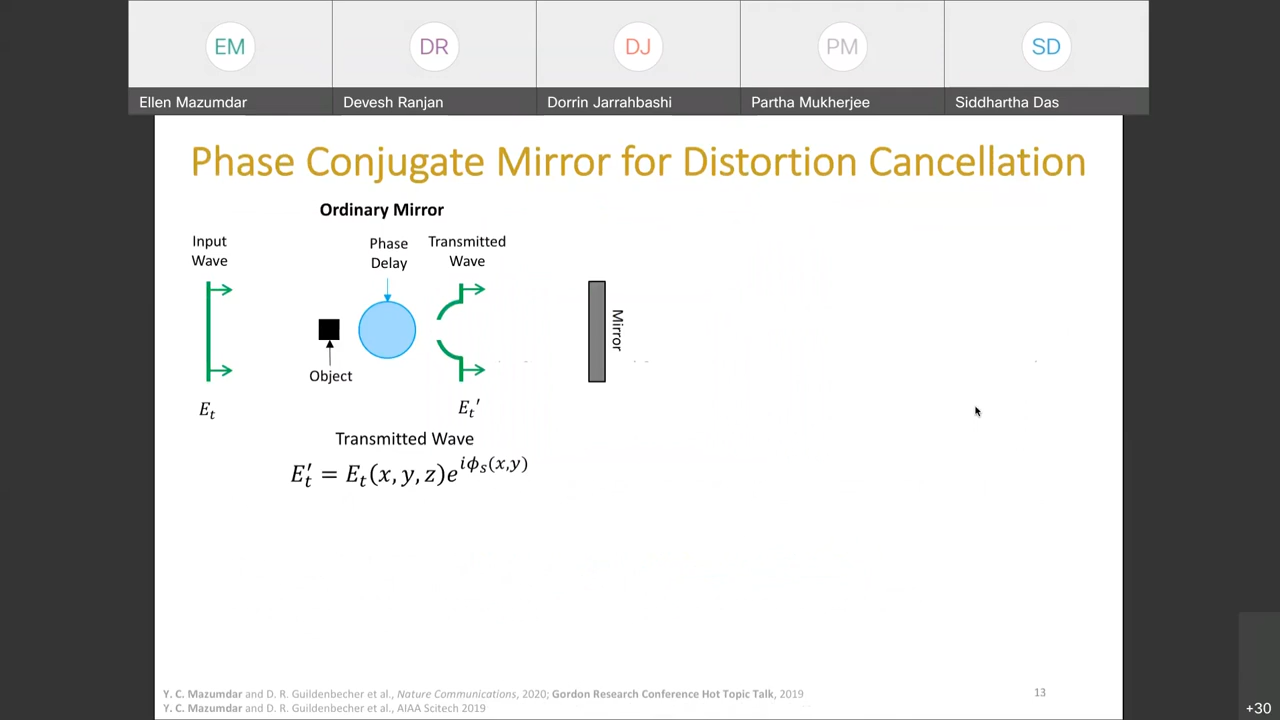 EM DR DJ PM SD
Ellen Mazumdar Devesh Ranjan Dorrin Jarrahbashi Partha Mukherjee Siddhartha Das
Phase Conjugate Mirror for Distortion Cancellation
Ordinary Mirror
Input
Wave
Phase
Delay
Transmitted
Wave
Mirror
Object
E_t
E_t'
Transmitted Wave
E_t' = E_t(x, y, z)e^{iϕ_s(x,y)}
Y. C. Mazumdar and D. R. Guildenbecher et al., Nature Communications, 2020; Gordon Research Conference Hot Topic Talk, 2019
Y. C. Mazumdar and D. R. Guildenbecher et al., AIAA Scitech 2019
13
+30